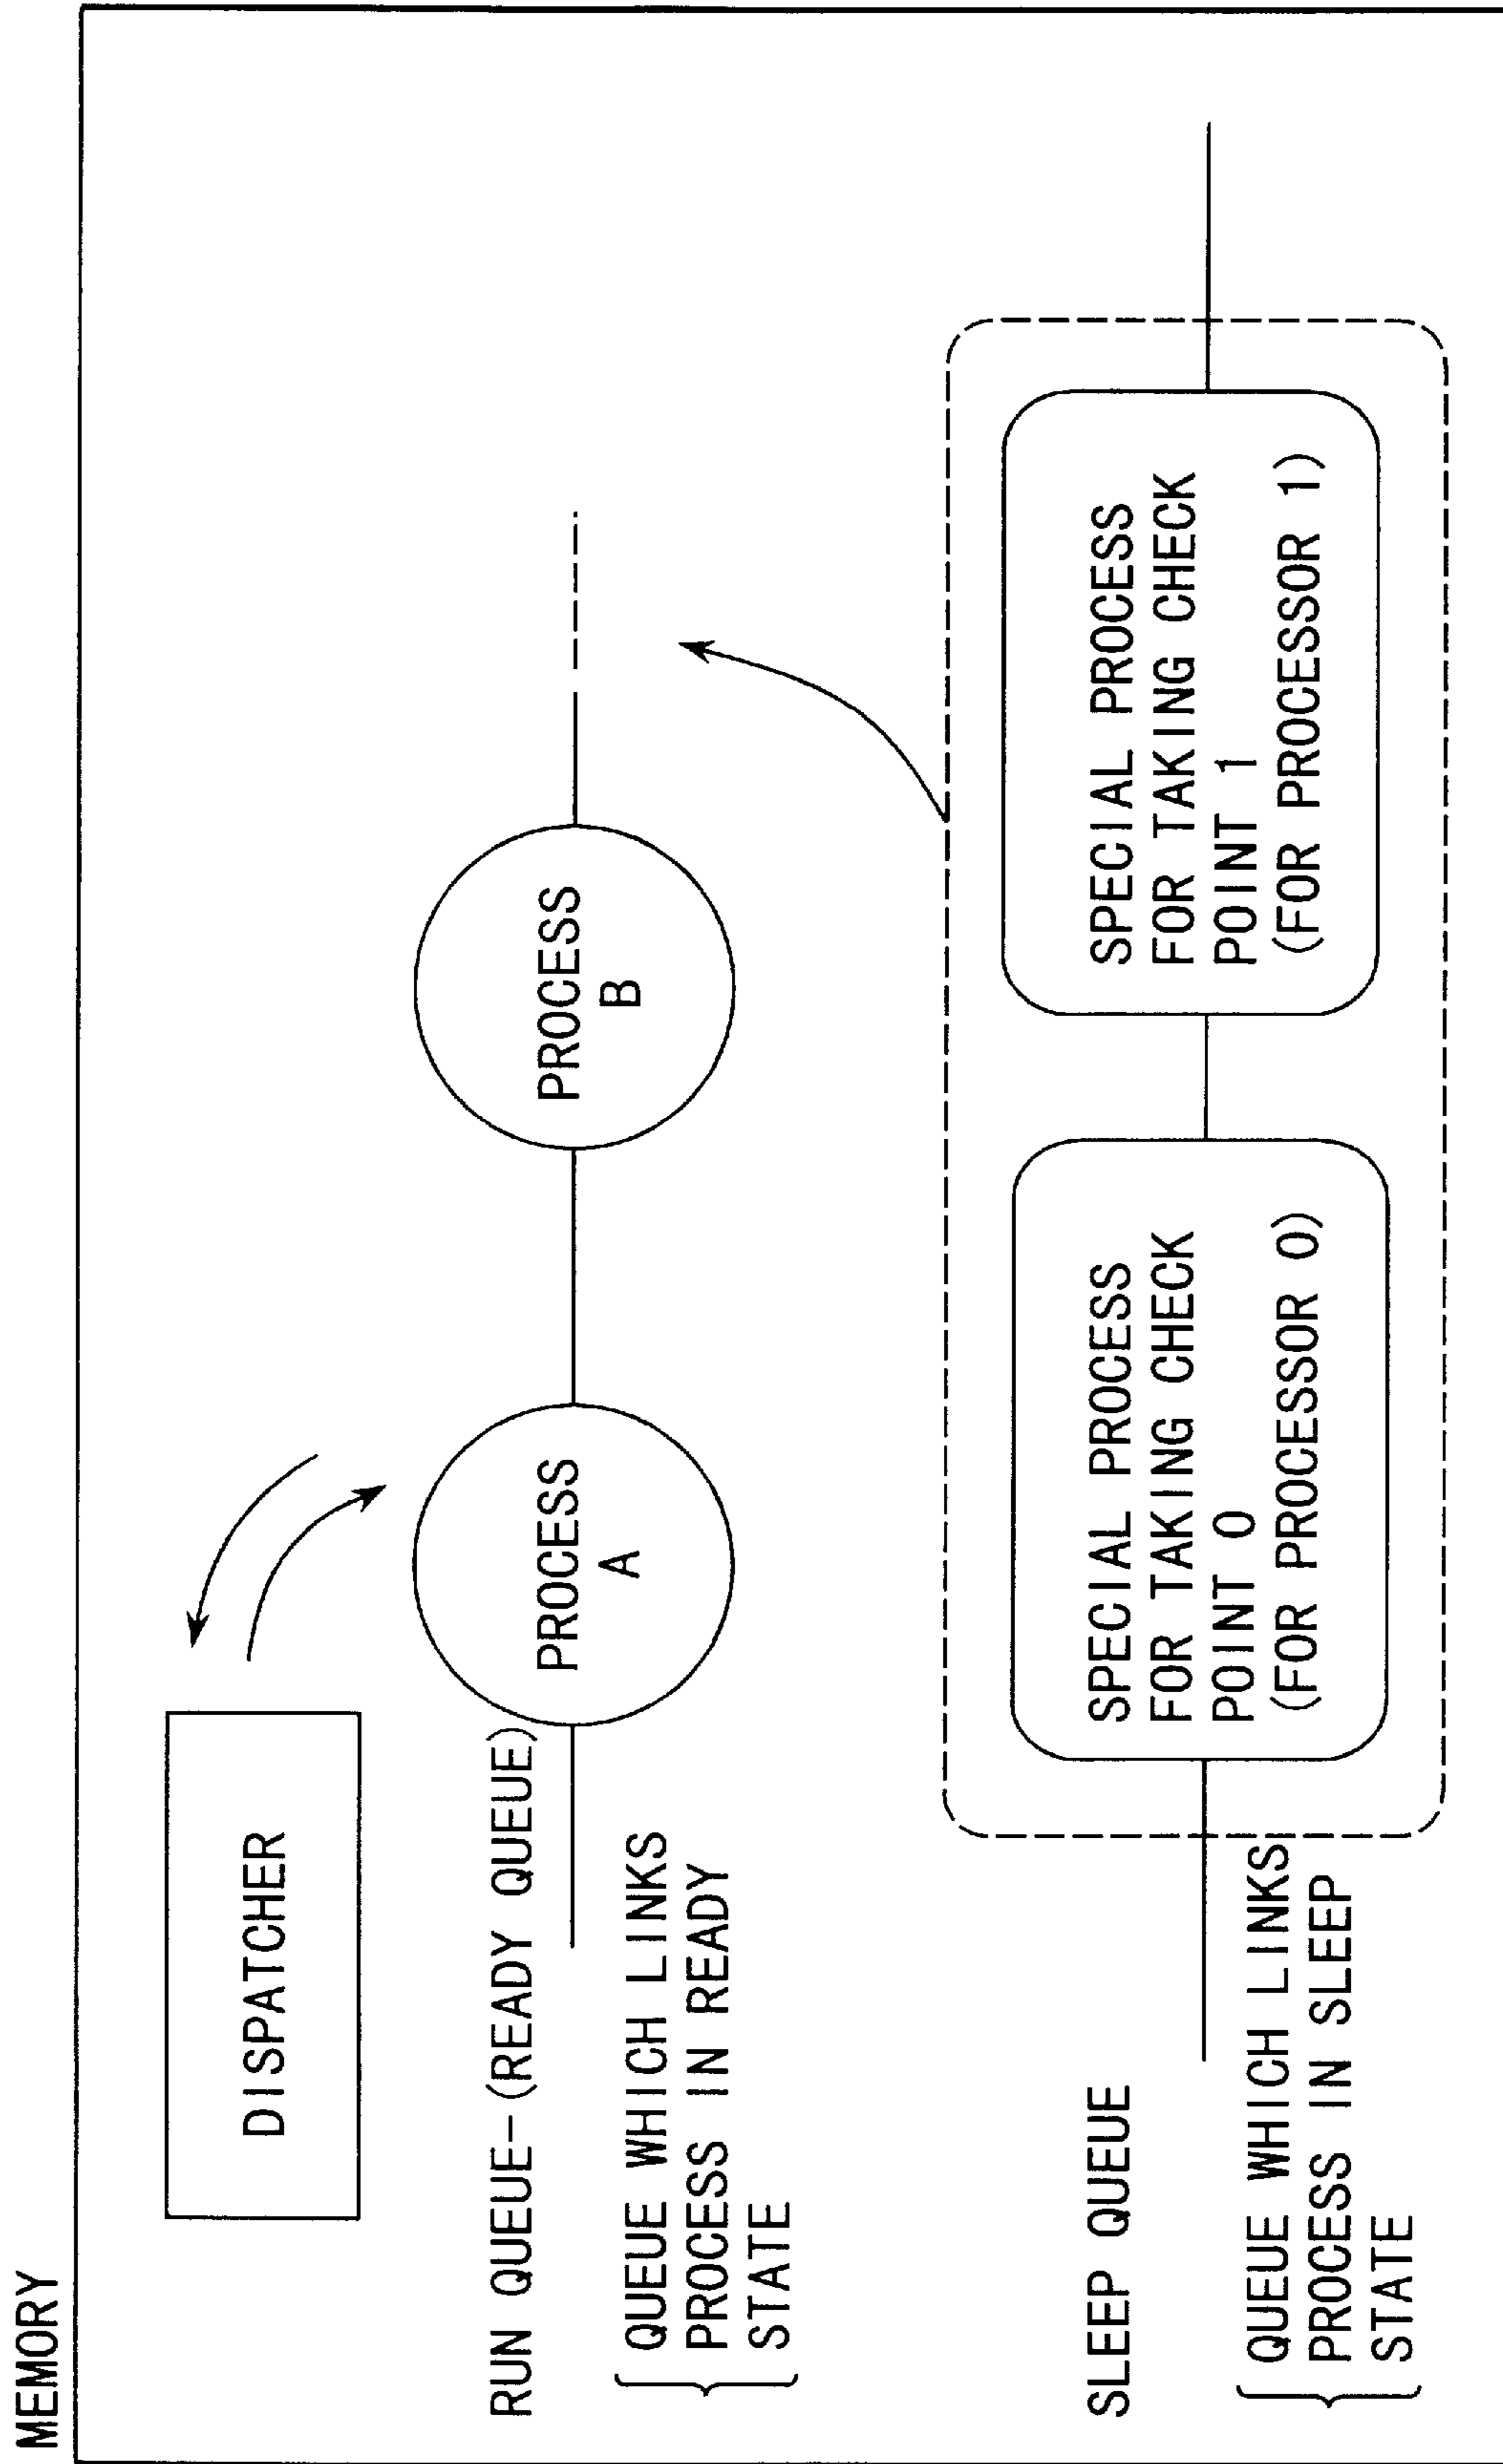 MEMORY
DISPATCHER
RUN QUEUE-(READY QUEUE)
QUEUE WHICH LINKS
PROCESS IN READY
STATE
PROCESS
A
PROCESS
B
SLEEP QUEUE
QUEUE WHICH LINKS
PROCESS IN SLEEP
STATE
SPECIAL PROCESS
FOR TAKING CHECK
POINT 0
(FOR PROCESSOR 0)
SPECIAL PROCESS
FOR TAKING CHECK
POINT 1
(FOR PROCESSOR 1)